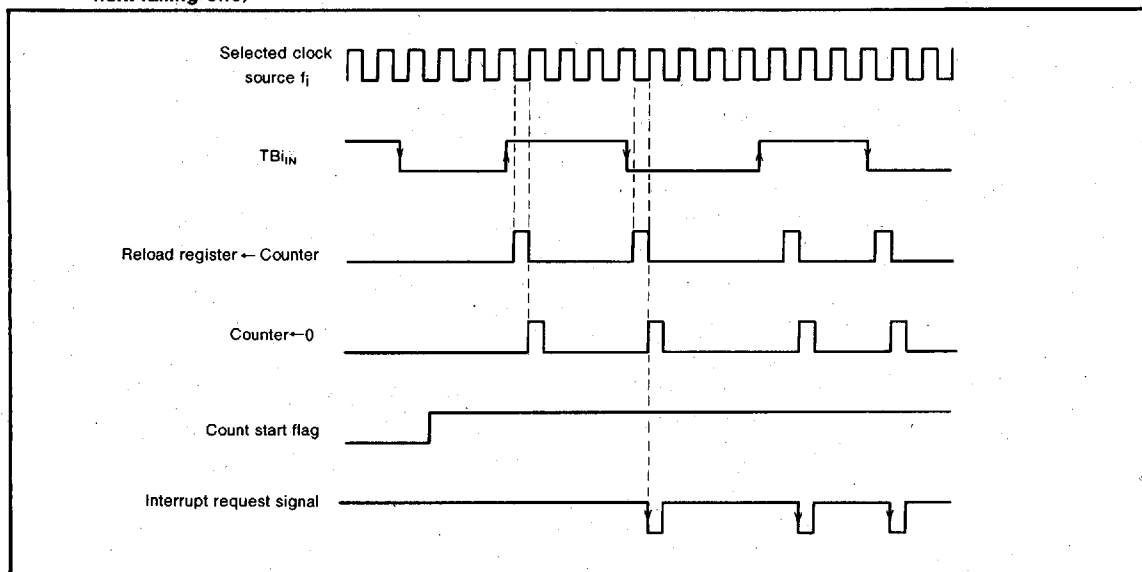 Selected clock
source fi
TBiIN
Reload register ← Counter
Counter←0
Count start flag
Interrupt request signal